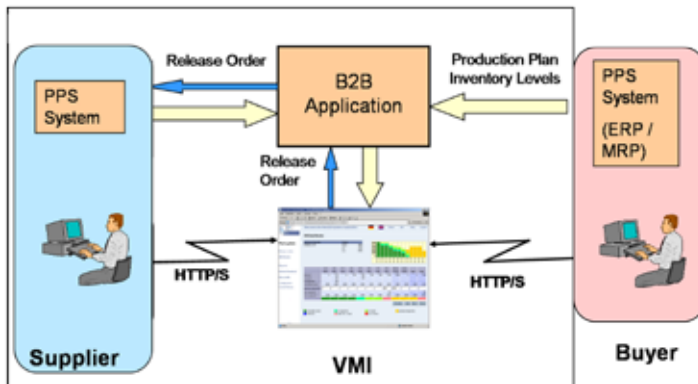 Release Order
PPS
System
B2B
Application
Production Plan
Inventory Levels
PPS
System
(ERP /
MRP)
Release
Order
HTTP/S
HTTP/S
Supplier
VMI
Buyer